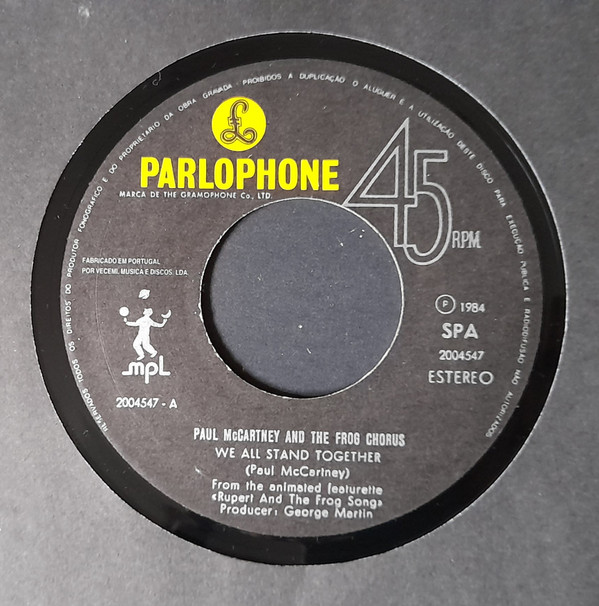 RESERVADOS TODOS OS DIREITOS DO PRODUTOR FONOGRÁFICO E DO PROPRIETÁRIO DA OBRA GRAVADA · PROIBIDOS A DUPLICAÇÃO O ALUGUER E A UTILIZAÇÃO DESTE DISCO PARA EXECUÇÃO PÚBLICA E RADIODIFUSÃO NÃO AUTORIZADOS
£
PARLOPHONE
MARCA DE THE GRAMOPHONE Co., LTD.
45
RPM
FABRICADO EM PORTUGAL
POR VECEMI, MUSICA E DISCOS, LDA.
mpl
2004547 - A
℗ 1984
SPA
2004547
ESTEREO
PAUL McCARTNEY AND THE FROG CHORUS
WE ALL STAND TOGETHER
(Paul McCartney)
From the animated featurette
«Rupert And The Frog Song»
Producer: George Martin